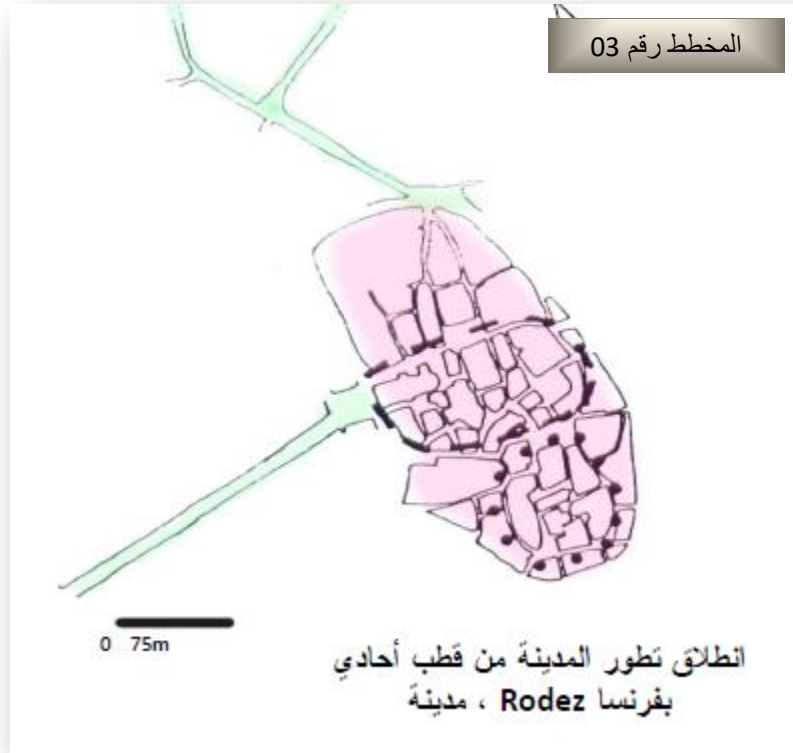 المخطط رقم 03
0 75m
انطلاق تطور المدينة من قطب أحادي
بفرنسا Rodez ، مدينة